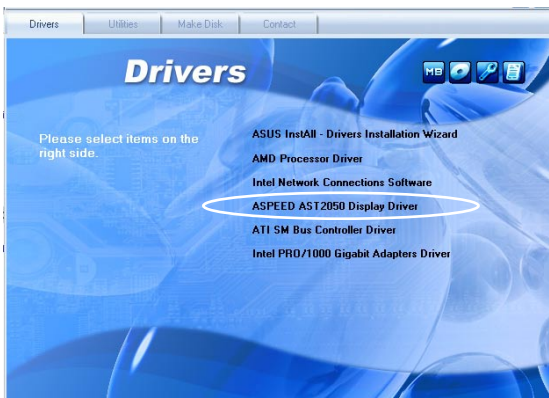 Drivers
Utilities
Make Disk
Contact
Drivers
MB
Please select items on the
right side.
ASUS InstAll - Drivers Installation Wizard
AMD Processor Driver
Intel Network Connections Software
ASPEED AST2050 Display Driver
ATI SM Bus Controller Driver
Intel PRO/1000 Gigabit Adapters Driver